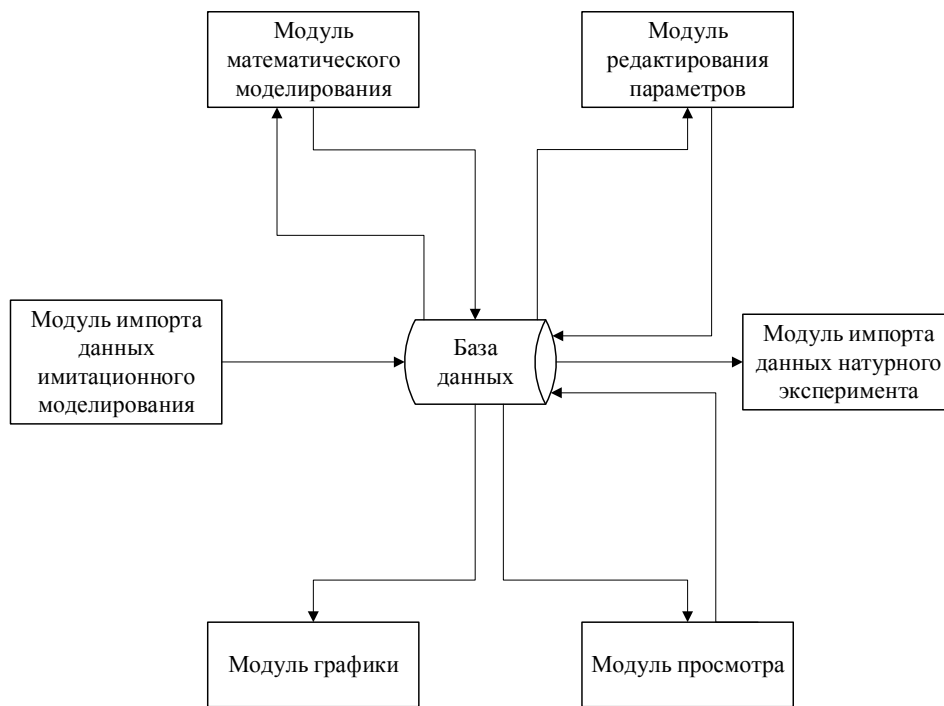 Модуль
математического
моделирования
Модуль
редактирования
параметров
Модуль импорта
данных
имитационного
моделирования
База
данных
Модуль импорта
данных натурного
эксперимента
Модуль графики
Модуль просмотра